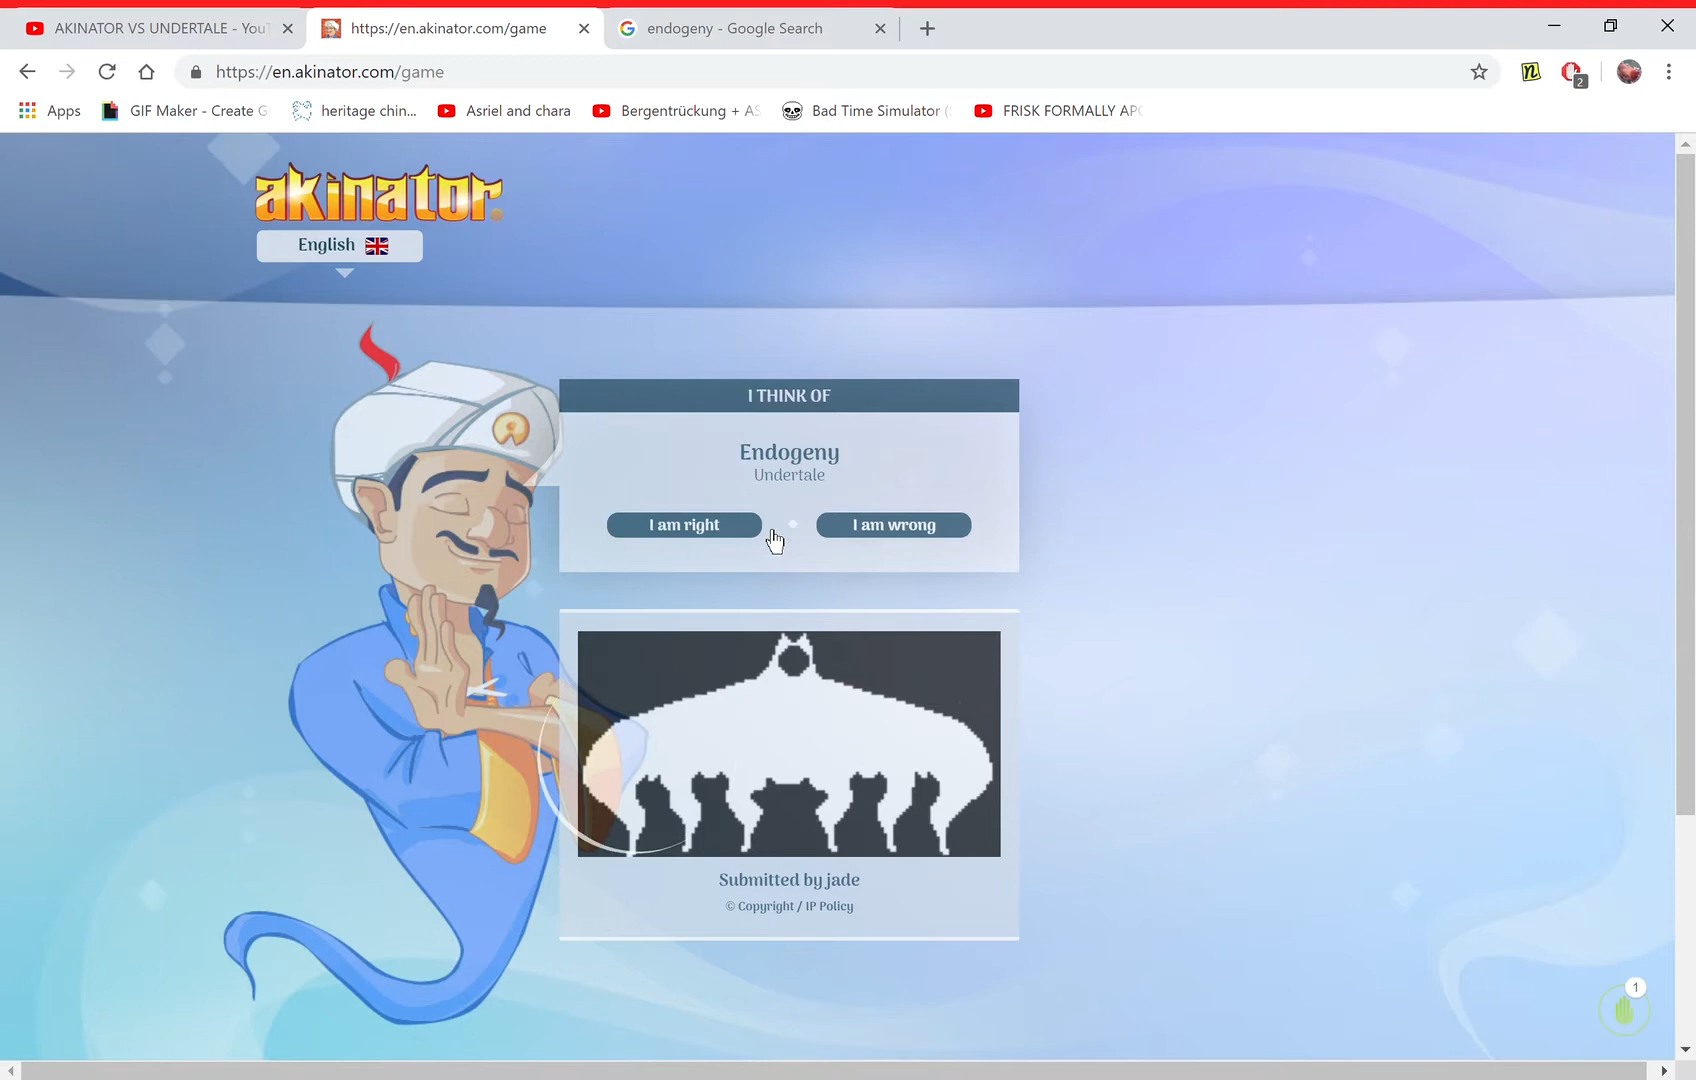 AKINATOR VS UNDERTALE - You
https://en.akinator.com/game
endogeny - Google Search
https://en.akinator.com/game
2
Apps
GIF Maker - Create G
heritage chin...
Asriel and chara
Bergentrückung + AS
Bad Time Simulator (
FRISK FORMALLY AP
akinator.
English
I THINK OF
Endogeny
Undertale
I am right
I am wrong
Submitted by jade
© Copyright / IP Policy
1